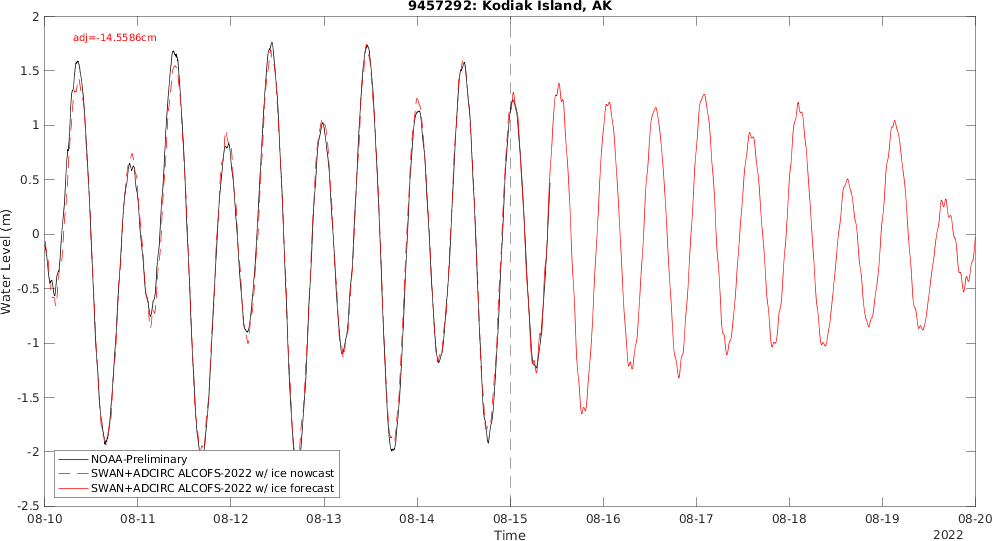 9457292: Kodiak Island, AK
adj=-14.5586cm
2
1.5
1
0.5
0
-0.5
-1
-1.5
-2
-2.5
Water Level (m)
NOAA-Preliminary
SWAN+ADCIRC ALCOFS-2022 w/ ice nowcast
SWAN+ADCIRC ALCOFS-2022 w/ ice forecast
08-10 08-11 08-12 08-13 08-14 08-15 08-16 08-17 08-18 08-19 08-20
Time
2022